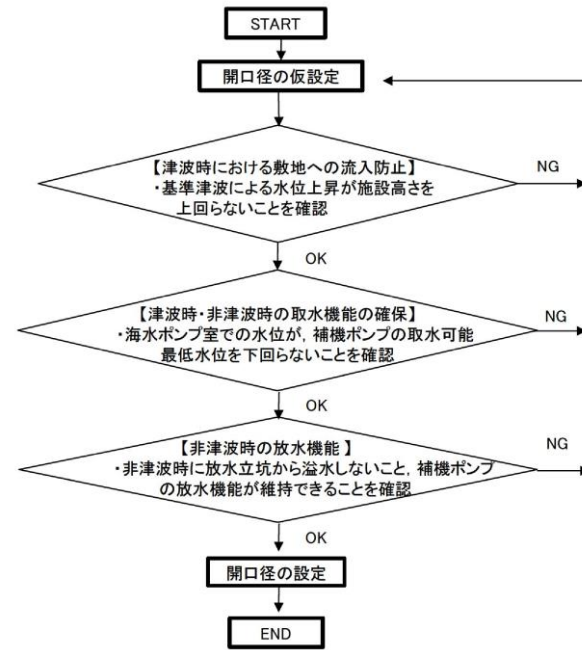 START
開口径の仮設定
【津波時における敷地への流入防止】
・基準津波による水位上昇が施設高さを
上回らないことを確認
NG
OK
【津波時・非津波時の取水機能の確保】
・海水ポンプ室での水位が，補機ポンプの取水可能
最低水位を下回らないことを確認
NG
OK
【非津波時の放水機能】
・非津波時に放水立坑から溢水しないこと，補機ポンプ
の放水機能が維持できることを確認
NG
OK
開口径の設定
END